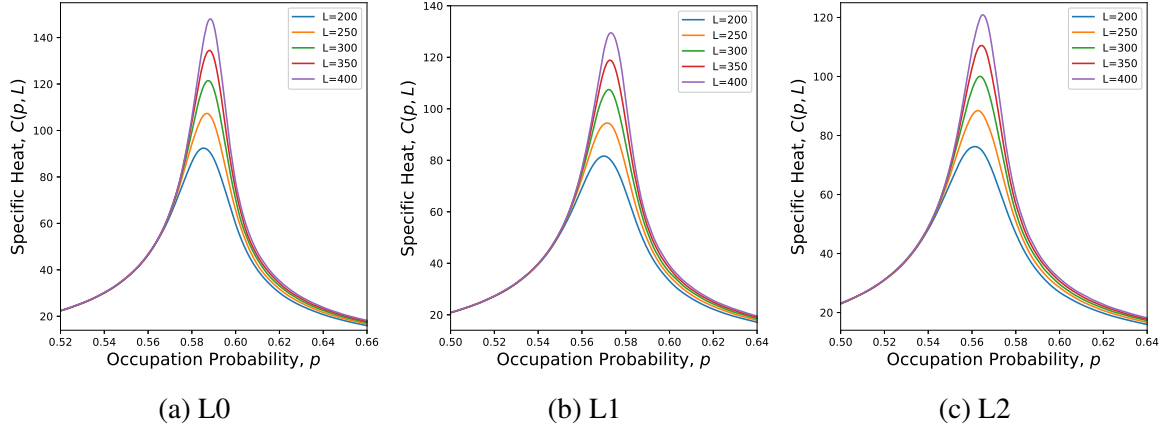 Specific Heat, C(p, L)
140
120
100
80
60
40
20
0.52 0.54 0.56 0.58 0.60 0.62 0.64 0.66
Occupation Probability, p
L=200
L=250
L=300
L=350
L=400
(a) L0
Specific Heat, C(p, L)
140
120
100
80
60
40
20
0.50 0.52 0.54 0.56 0.58 0.60 0.62 0.64
Occupation Probability, p
L=200
L=250
L=300
L=350
L=400
(b) L1
Specific Heat, C(p, L)
120
100
80
60
40
20
0.50 0.52 0.54 0.56 0.58 0.60 0.62 0.64
Occupation Probability, p
L=200
L=250
L=300
L=350
L=400
(c) L2